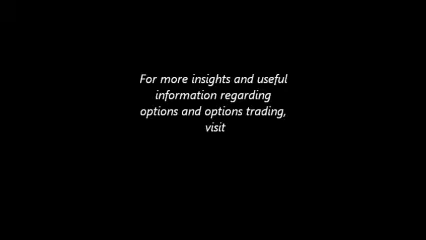 For more insights and useful
information regarding
options and options trading,
visit